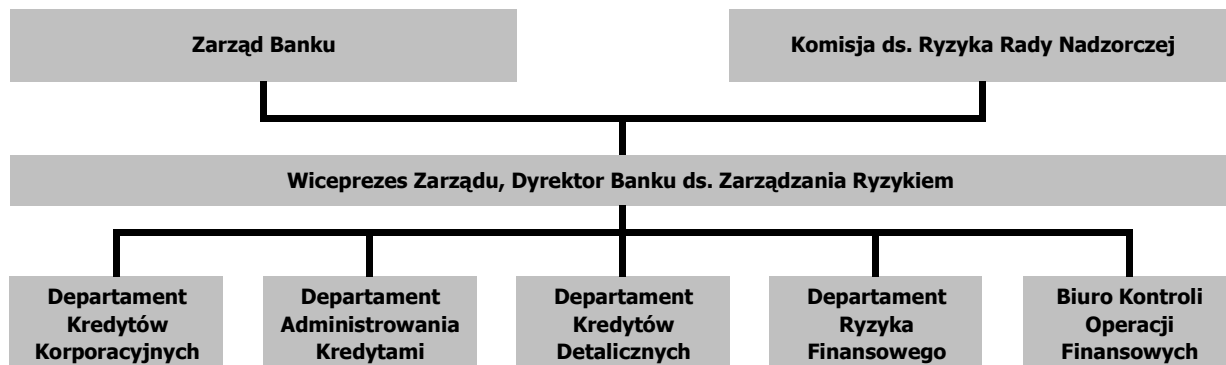 Zarząd Banku
Komisja ds. Ryzyka Rady Nadzorczej
Wiceprezes Zarządu, Dyrektor Banku ds. Zarządzania Ryzykiem
Departament
Kredytów
Korporacyjnych
Departament
Administrowania
Kredytami
Departament
Kredytów
Detalicznych
Departament
Ryzyka
Finansowego
Biuro Kontroli
Operacji
Finansowych